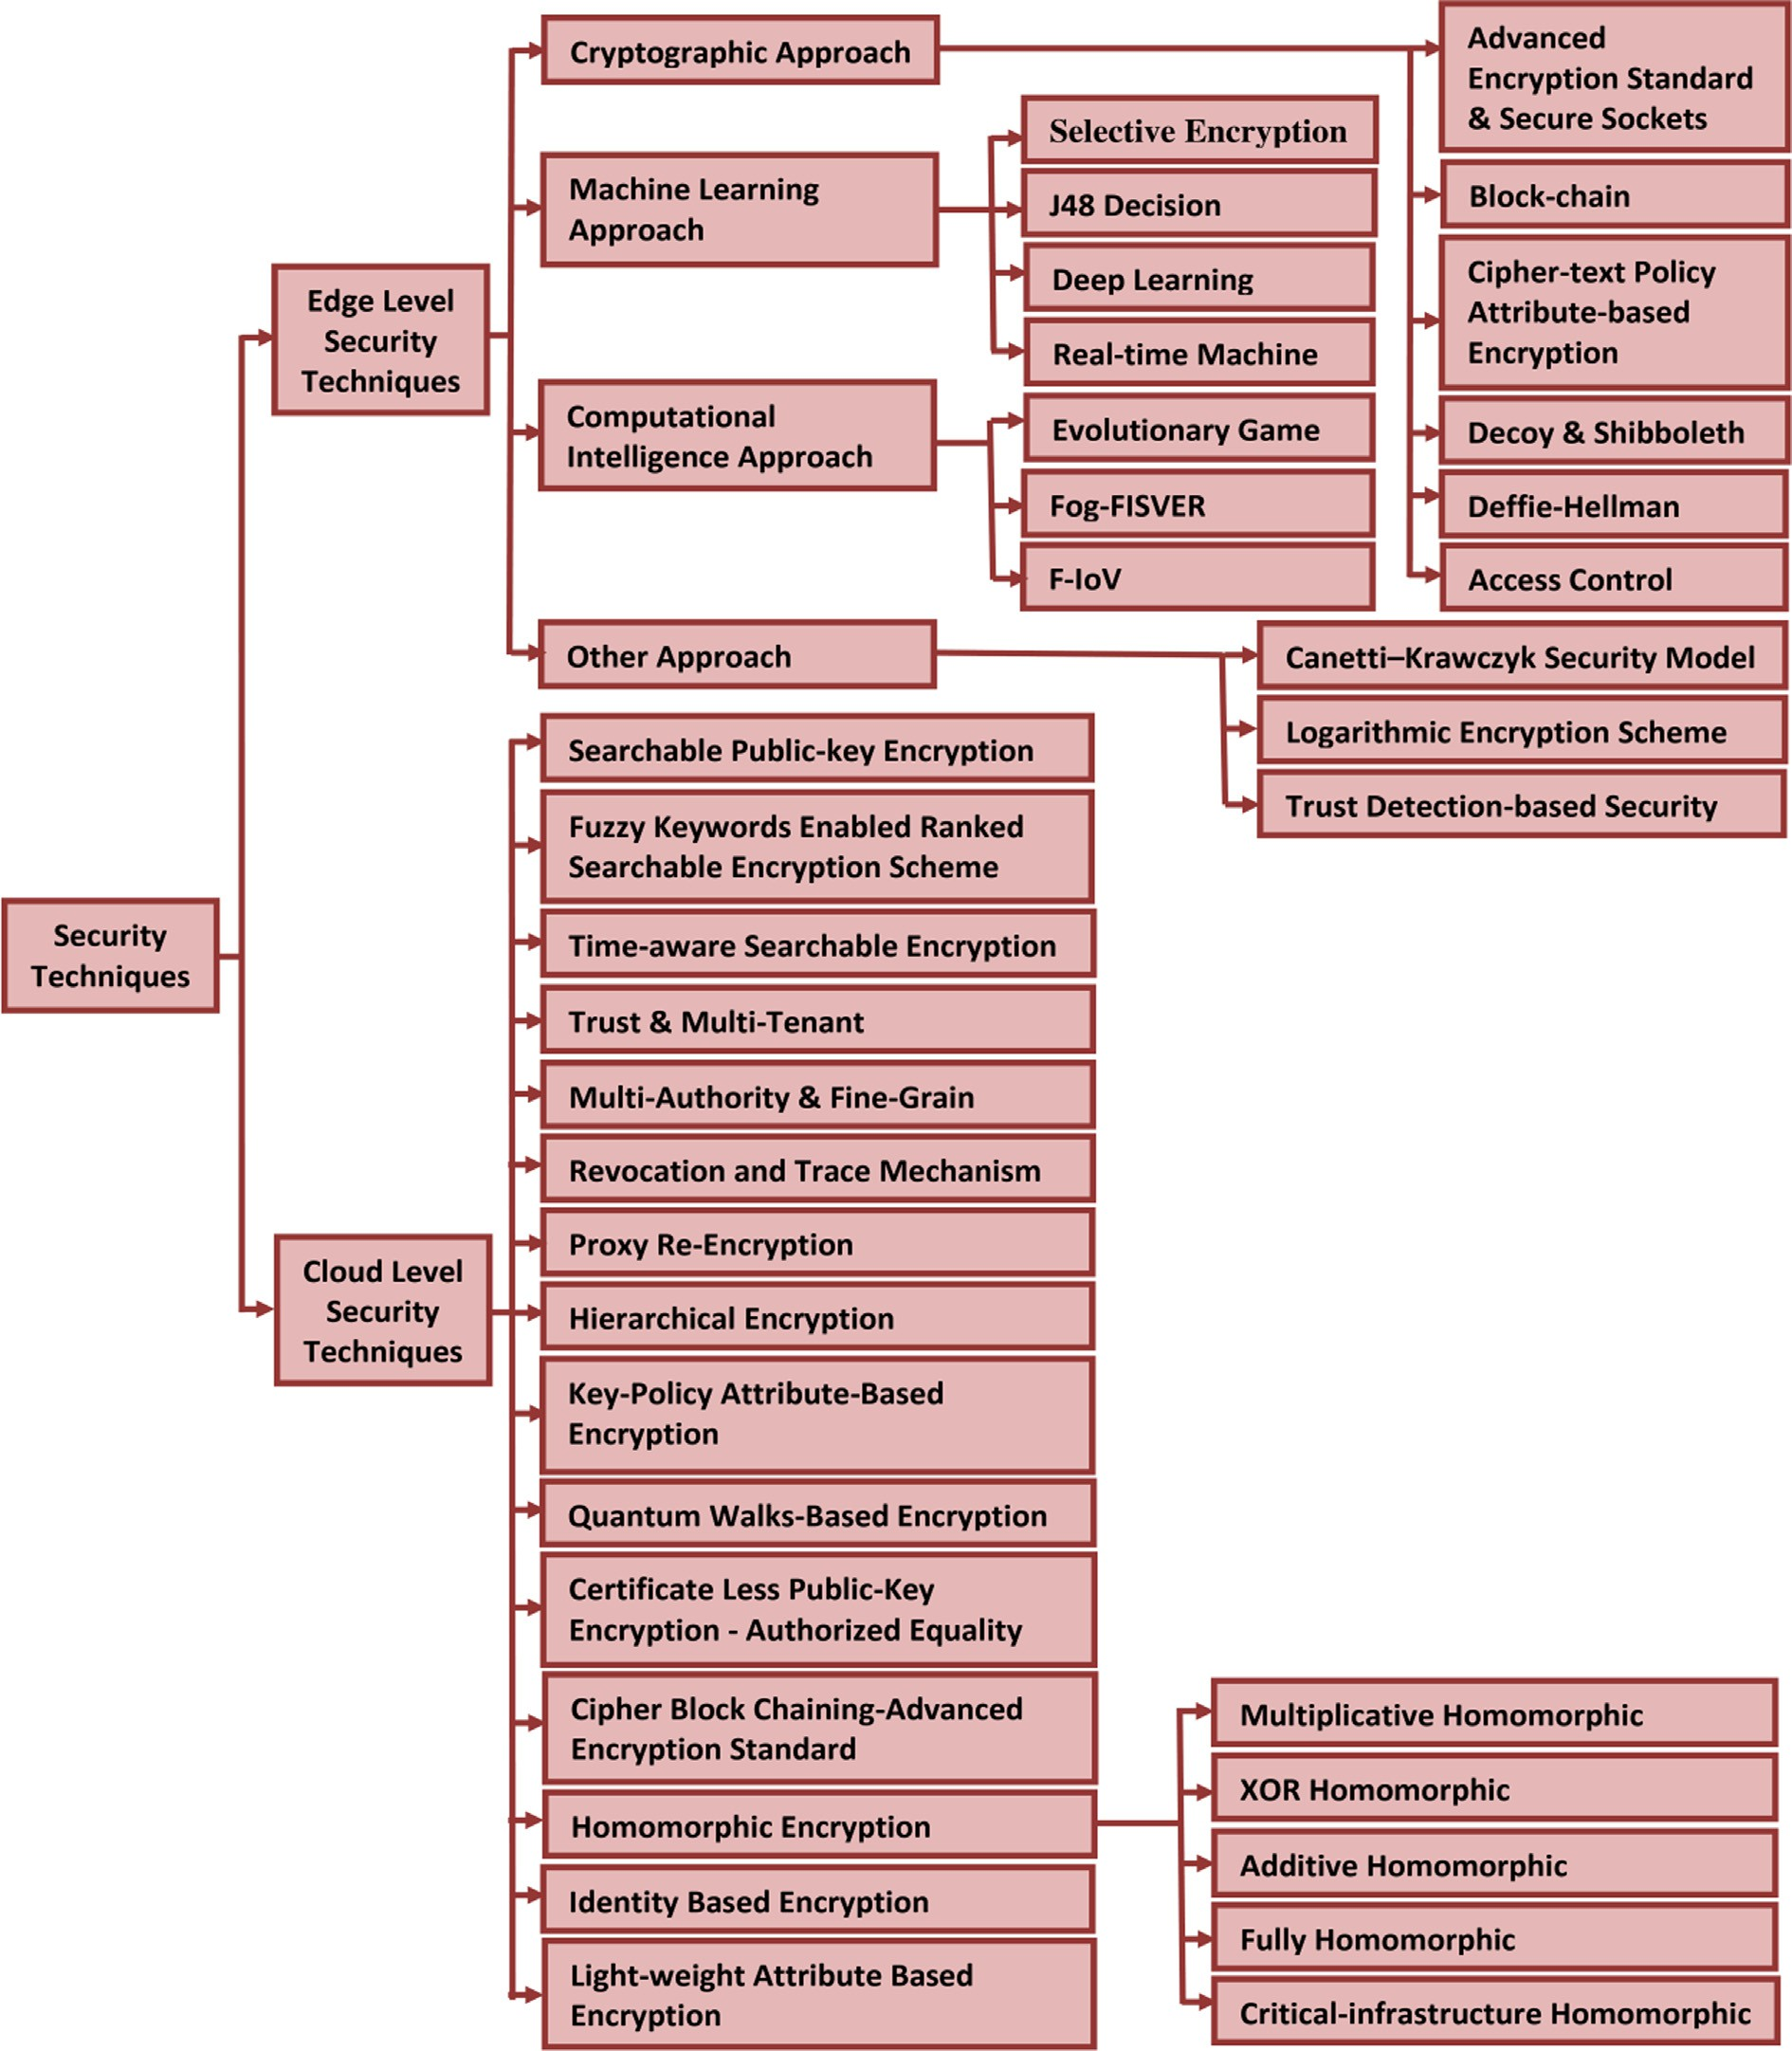 Security
Techniques
Edge Level
Security
Techniques
Cryptographic Approach
Advanced
Encryption Standard
& Secure Sockets
Block-chain
Cipher-text Policy
Attribute-based
Encryption
Decoy & Shibboleth
Deffie-Hellman
Access Control
Machine Learning
Approach
Selective Encryption
J48 Decision
Deep Learning
Real-time Machine
Computational
Intelligence Approach
Evolutionary Game
Fog-FISVER
F-IoV
Other Approach
Canetti–Krawczyk Security Model
Logarithmic Encryption Scheme
Trust Detection-based Security
Cloud Level
Security
Techniques
Searchable Public-key Encryption
Fuzzy Keywords Enabled Ranked
Searchable Encryption Scheme
Time-aware Searchable Encryption
Trust & Multi-Tenant
Multi-Authority & Fine-Grain
Revocation and Trace Mechanism
Proxy Re-Encryption
Hierarchical Encryption
Key-Policy Attribute-Based
Encryption
Quantum Walks-Based Encryption
Certificate Less Public-Key
Encryption - Authorized Equality
Cipher Block Chaining-Advanced
Encryption Standard
Homomorphic Encryption
Multiplicative Homomorphic
XOR Homomorphic
Additive Homomorphic
Fully Homomorphic
Critical-infrastructure Homomorphic
Identity Based Encryption
Light-weight Attribute Based
Encryption